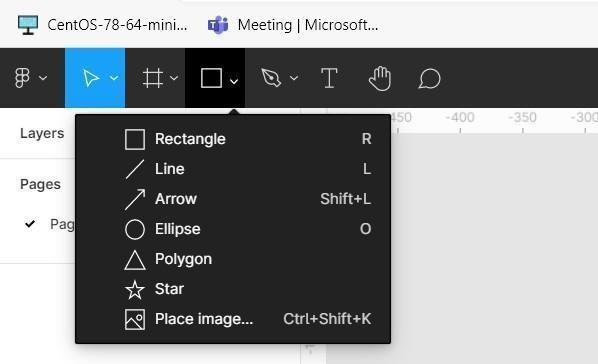 CentOS-78-64-mini...
Meeting | Microsoft...
T
Layers
450 -400 -350 -300
Pages
Pag
Rectangle R
Line L
Arrow Shift+L
Ellipse O
Polygon
Star
Place image... Ctrl+Shift+K